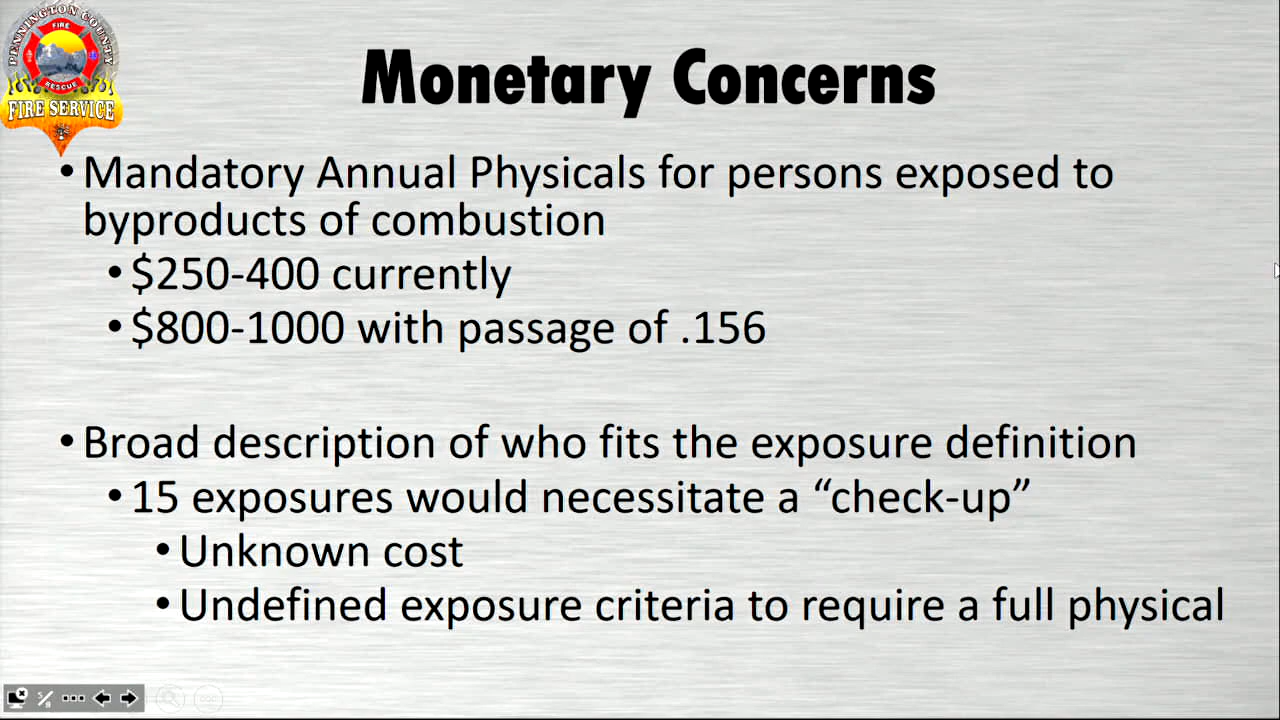 PENNINGTON COUNTY
FIRE
RESCUE
FIRE SERVICE
Monetary Concerns
• Mandatory Annual Physicals for persons exposed to
byproducts of combustion
• $250-400 currently
• $800-1000 with passage of .156
• Broad description of who fits the exposure definition
• 15 exposures would necessitate a “check-up”
• Unknown cost
• Undefined exposure criteria to require a full physical